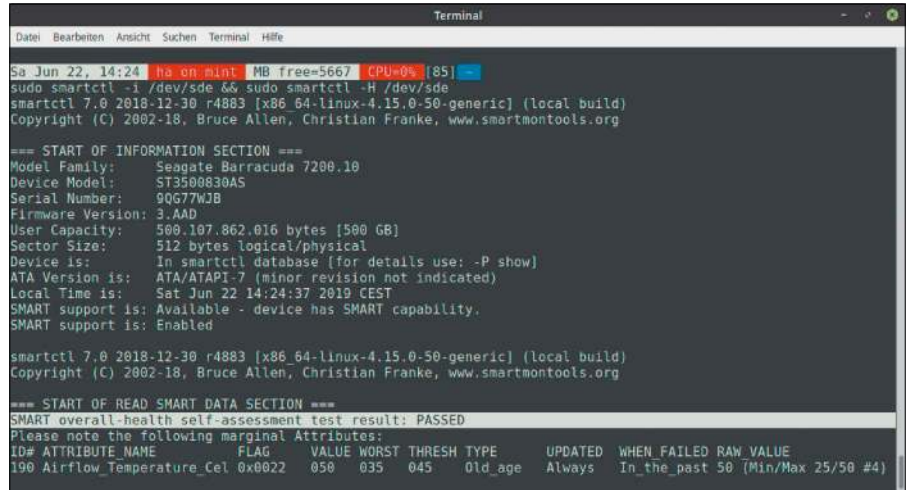 Terminal
Datei Bearbeiten Ansicht Suchen Terminal Hilfe
Sa Jun 22, 14:24 ha on mint MB free=5667 CPU=0% [85] ~
sudo smartctl -i /dev/sde && sudo smartctl -H /dev/sde
smartctl 7.0 2018-12-30 r4883 [x86_64-linux-4.15.0-50-generic] (local build)
Copyright (C) 2002-18, Bruce Allen, Christian Franke, www.smartmontools.org
=== START OF INFORMATION SECTION ===
Model Family: Seagate Barracuda 7200.10
Device Model: ST3500830AS
Serial Number: 9QG77WJB
Firmware Version: 3.AAD
User Capacity: 500.107.862.016 bytes [500 GB]
Sector Size: 512 bytes logical/physical
Device is: In smartctl database [for details use: -P show]
ATA Version is: ATA/ATAPI-7 (minor revision not indicated)
Local Time is: Sat Jun 22 14:24:37 2019 CEST
SMART support is: Available - device has SMART capability.
SMART support is: Enabled
smartctl 7.0 2018-12-30 r4883 [x86_64-linux-4.15.0-50-generic] (local build)
Copyright (C) 2002-18, Bruce Allen, Christian Franke, www.smartmontools.org
=== START OF READ SMART DATA SECTION ===
SMART overall-health self-assessment test result: PASSED
Please note the following marginal Attributes:
ID# ATTRIBUTE_NAME FLAG VALUE WORST THRESH TYPE UPDATED WHEN_FAILED RAW_VALUE
190 Airflow_Temperature_Cel 0x0022 050 035 045 Old_age Always In_the_past 50 (Min/Max 25/50 #4)